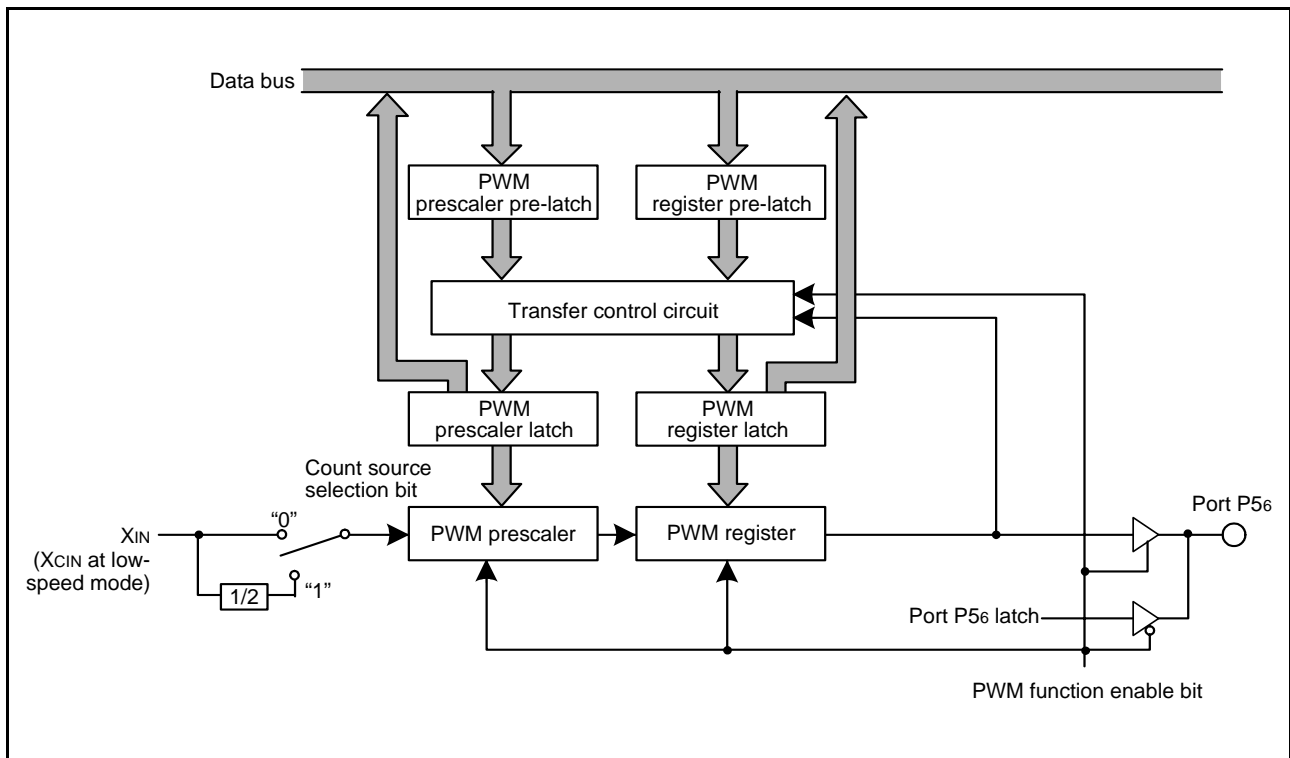 Data bus
PWM
prescaler pre-latch
PWM
register pre-latch
Transfer control circuit
PWM
prescaler latch
PWM
register latch
Count source
selection bit
Port P56
XIN
(XCIN at low-
speed mode)
“0”
PWM prescaler
PWM register
1/2
“1”
Port P56 latch
PWM function enable bit